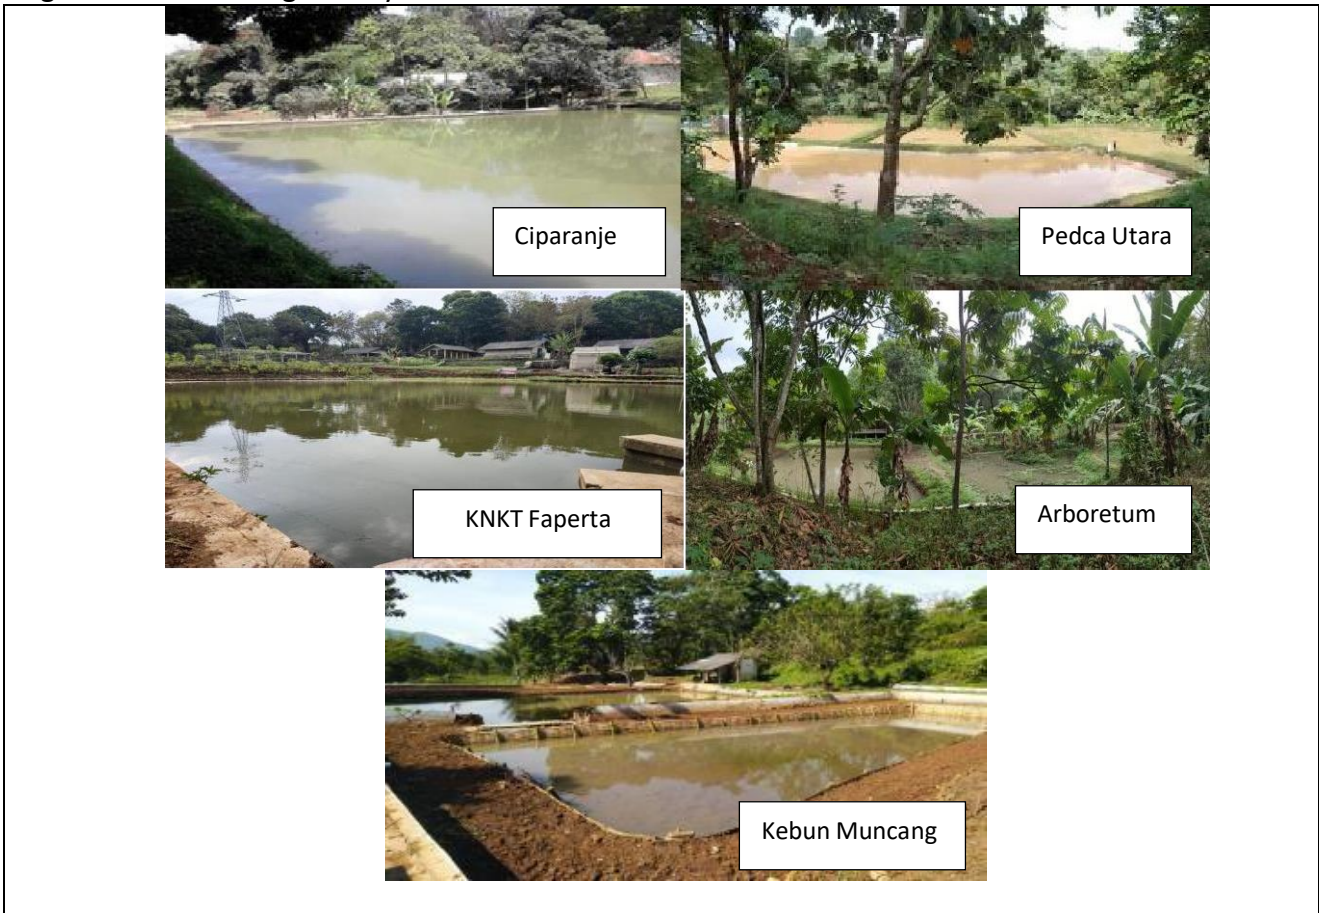 Ciparanje
Pedca Utara
KNKT Faperta
Arboretum
Kebun Muncang